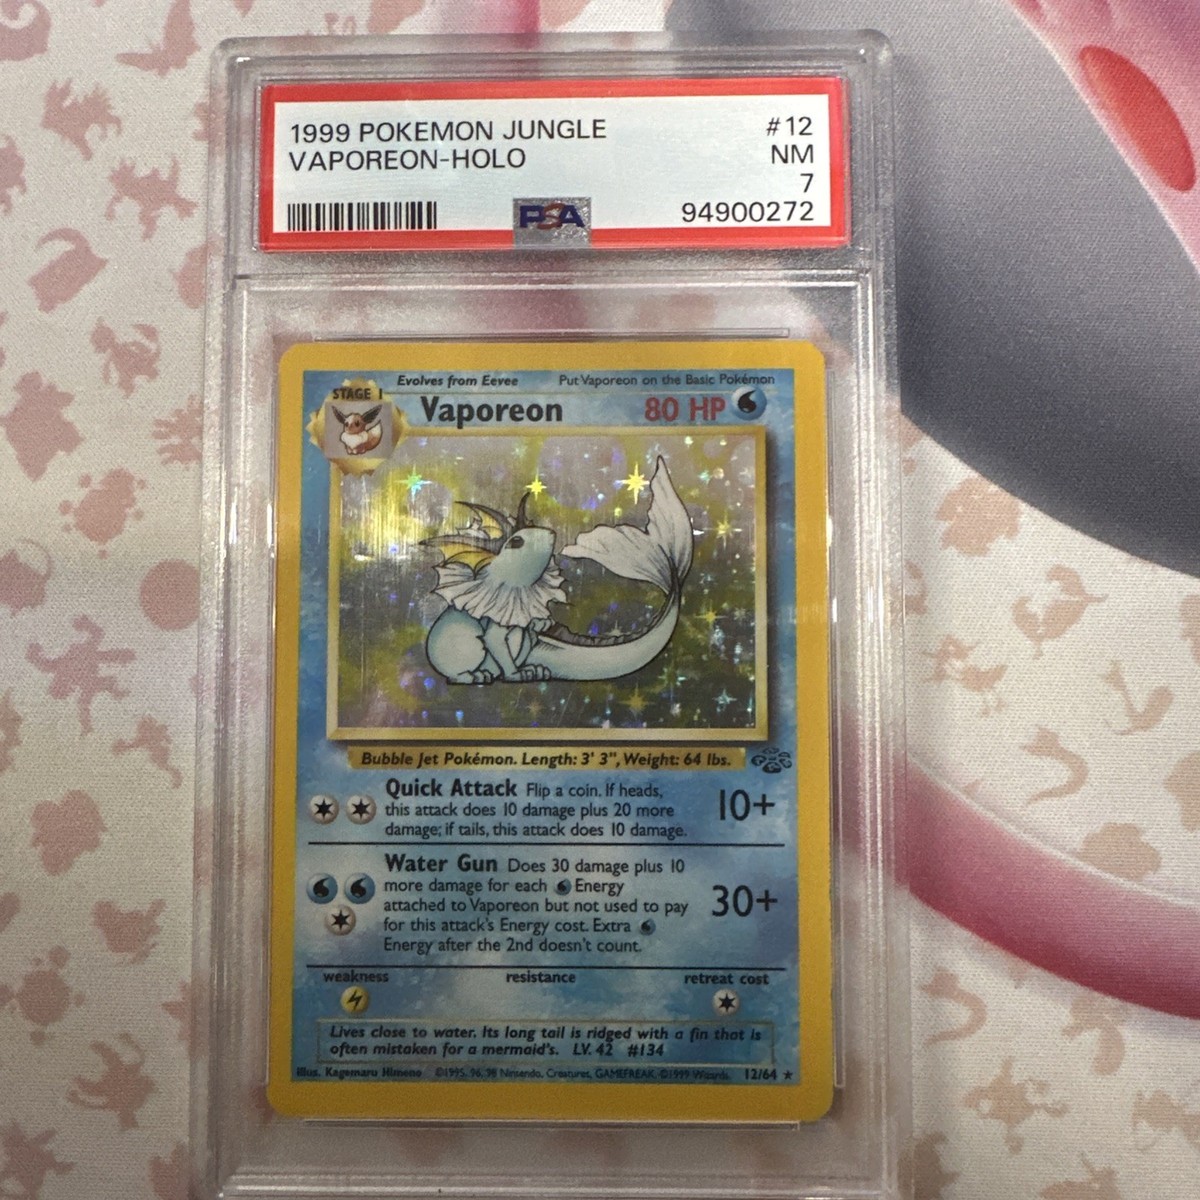 1999 POKEMON JUNGLE #12
VAPOREON-HOLO NM
7
PSA 94900272
Evolves from Eevee Put Vaporeon on the Basic Pokémon
STAGE 1
Vaporeon 80 HP
Bubble Jet Pokémon. Length: 3' 3", Weight: 64 lbs.
Quick Attack Flip a coin. If heads,
this attack does 10 damage plus 20 more 10+
damage; if tails, this attack does 10 damage.
Water Gun Does 30 damage plus 10
more damage for each Energy
attached to Vaporeon but not used to pay 30+
for this attack's Energy cost. Extra
Energy after the 2nd doesn't count.
weakness resistance retreat cost
Lives close to water. Its long tail is ridged with a fin that is
often mistaken for a mermaid's. LV. 42 #134
Illus. Kagemaru Himeno ©1995, 96, 98 Nintendo, Creatures, GAMEFREAK. ©1999 Wizards. 12/64 ★